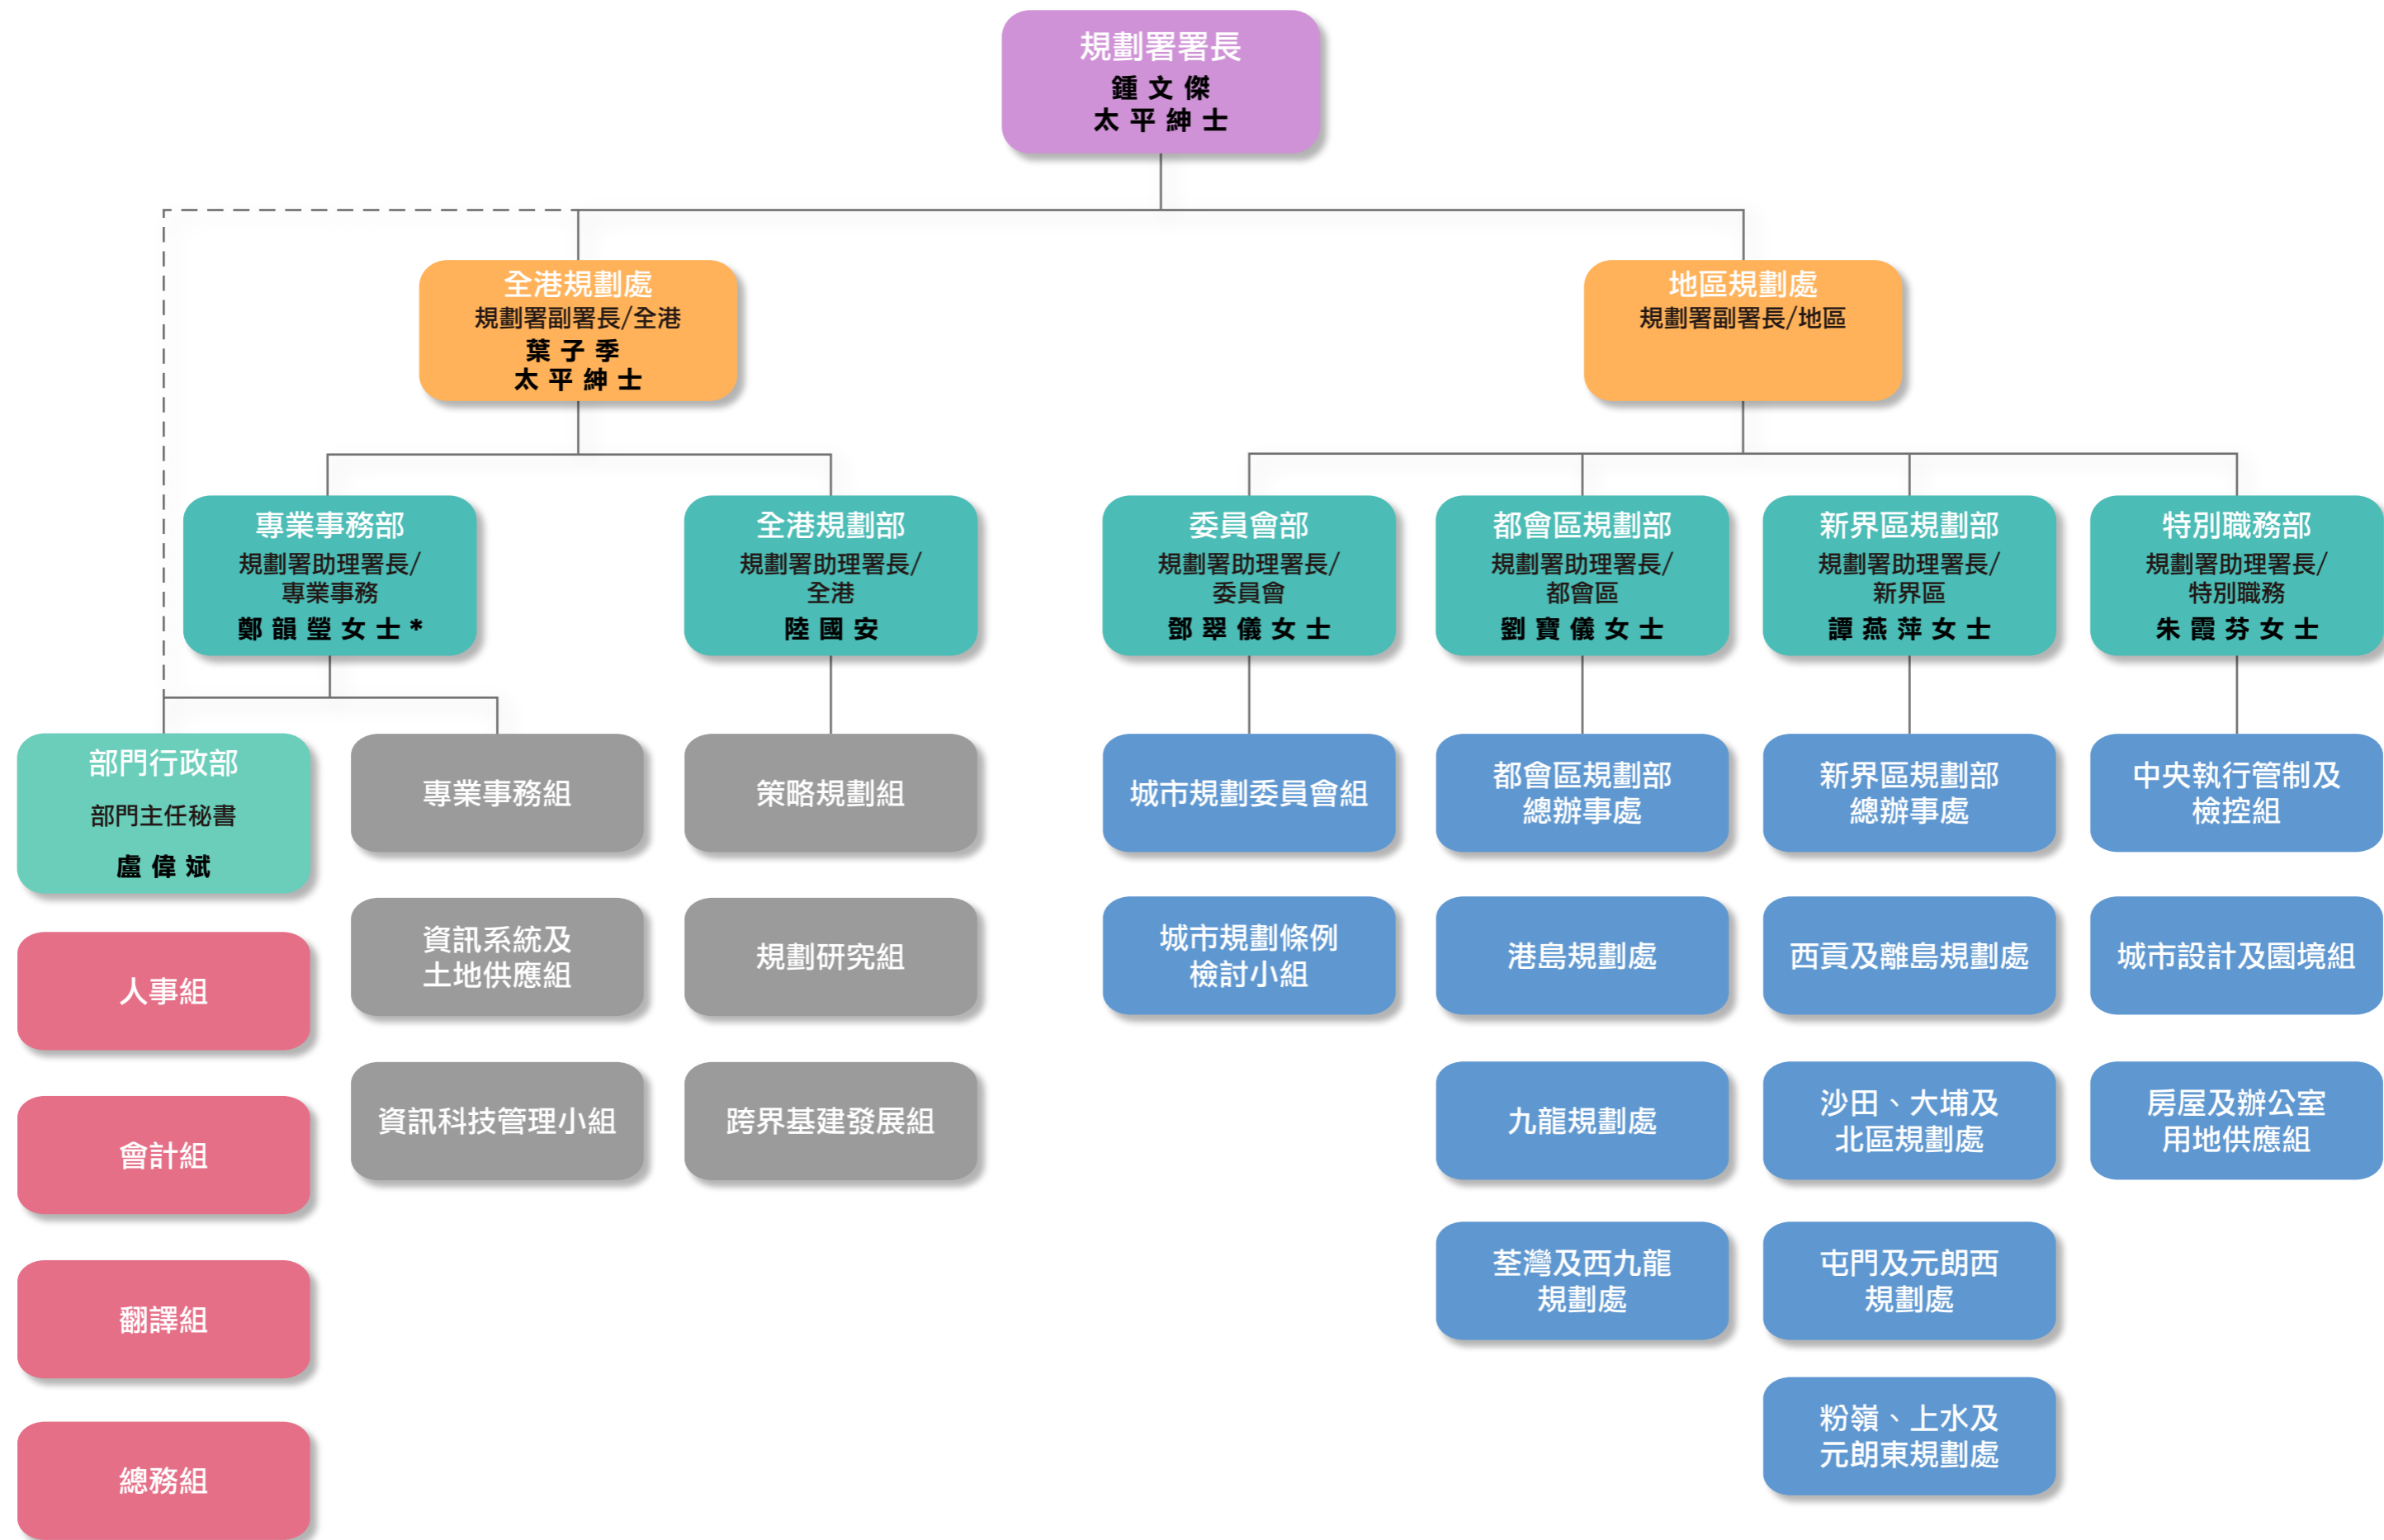 規劃署署長
鍾文傑
太平紳士
全港規劃處
規劃署副署長/全港
葉子季
太平紳士
地區規劃處
規劃署副署長/地區
專業事務部
規劃署助理署長/
專業事務
鄭韻瑩女士*
全港規劃部
規劃署助理署長/
全港
陸國安
委員會部
規劃署助理署長/
委員會
鄧翠儀女士
都會區規劃部
規劃署助理署長/
都會區
劉寶儀女士
新界區規劃部
規劃署助理署長/
新界區
譚燕萍女士
特別職務部
規劃署助理署長/
特別職務
朱霞芬女士
部門行政部
部門主任秘書
盧偉斌
人事組
會計組
翻譯組
總務組
專業事務組
資訊系統及
土地供應組
資訊科技管理小組
策略規劃組
規劃研究組
跨界基建發展組
城市規劃委員會組
城市規劃條例
檢討小組
都會區規劃部
總辦事處
港島規劃處
九龍規劃處
荃灣及西九龍
規劃處
新界區規劃部
總辦事處
西貢及離島規劃處
沙田、大埔及
北區規劃處
屯門及元朗西
規劃處
粉嶺、上水及
元朗東規劃處
中央執行管制及
檢控組
城市設計及園境組
房屋及辦公室
用地供應組